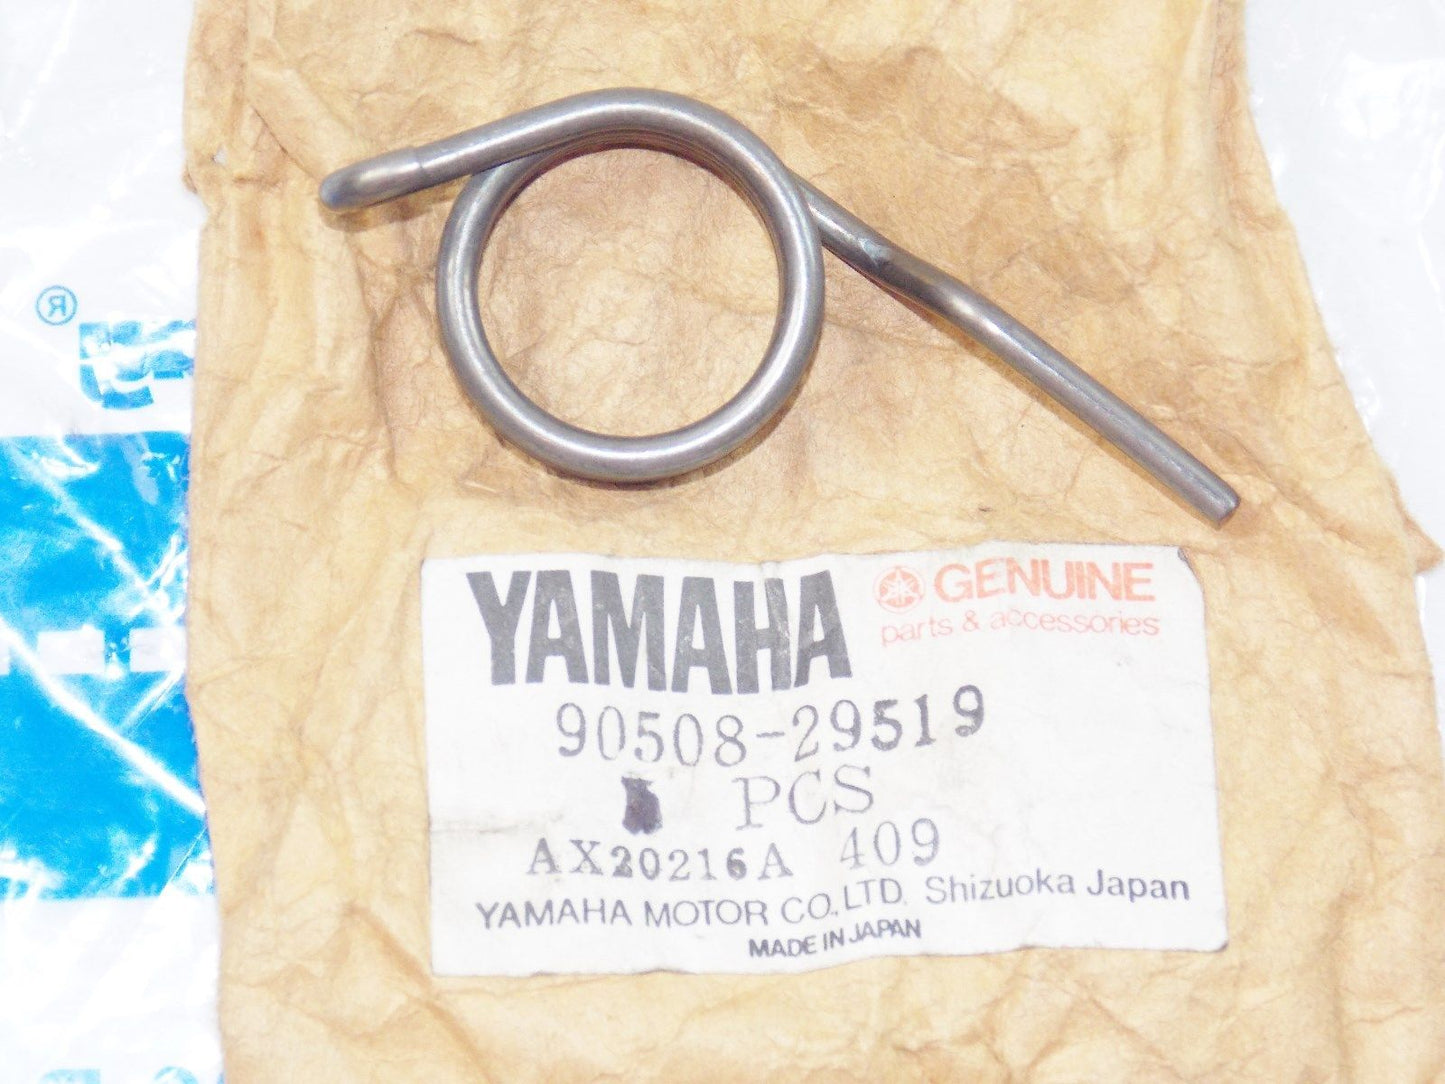 YAMAHA
GENUINE
parts & accessories
90508-29519
PCS
AX20216A 409
YAMAHA MOTOR CO., LTD. Shizuoka Japan
MADE IN JAPAN
®